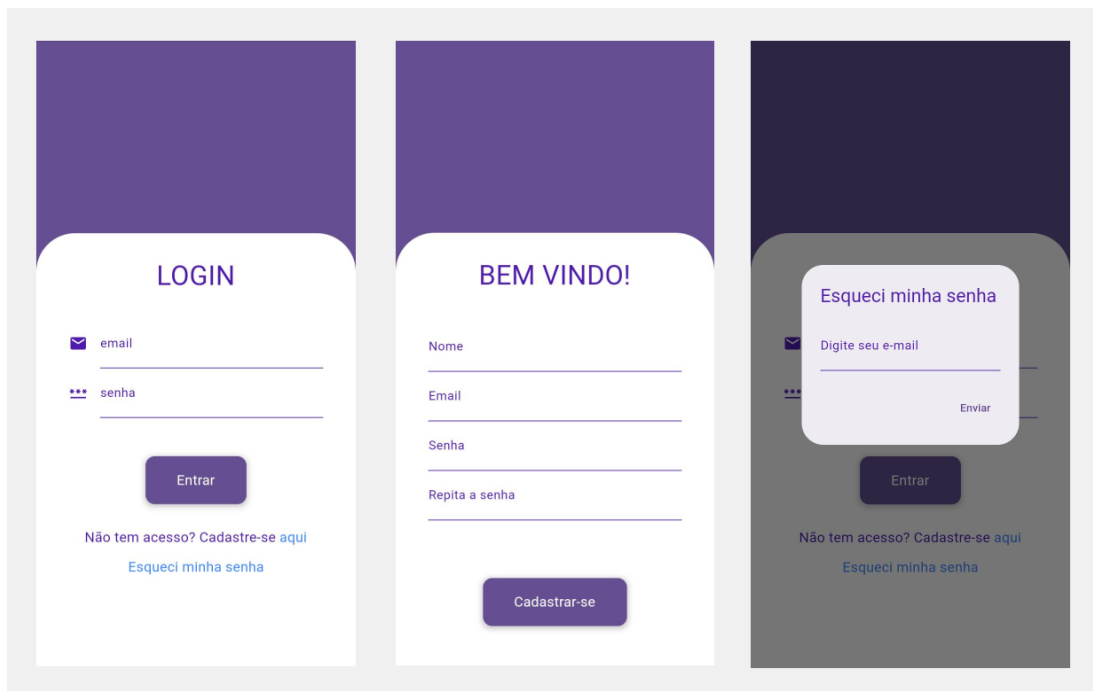 LOGIN
email
senha
Entrar
Não tem acesso? Cadastre-se aqui
Esqueci minha senha
BEM VINDO!
Nome
Email
Senha
Repita a senha
Cadastrar-se
Esqueci minha senha
Digite seu e-mail
Enviar
Entrar
Não tem acesso? Cadastre-se aqui
Esqueci minha senha